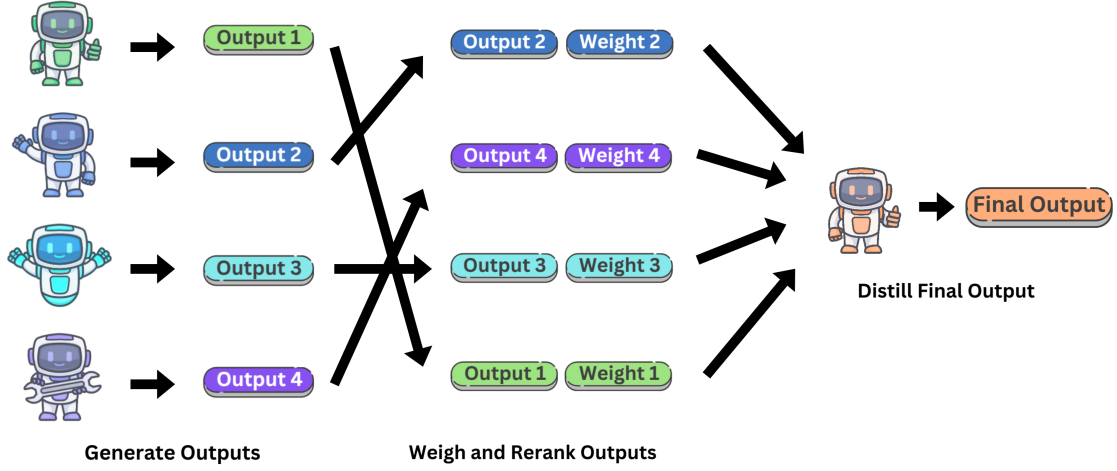 Output 1
Output 2
Output 3
Output 4
Generate Outputs
Output 2 Weight 2
Output 4 Weight 4
Output 3 Weight 3
Output 1 Weight 1
Weigh and Rerank Outputs
Final Output
Distill Final Output